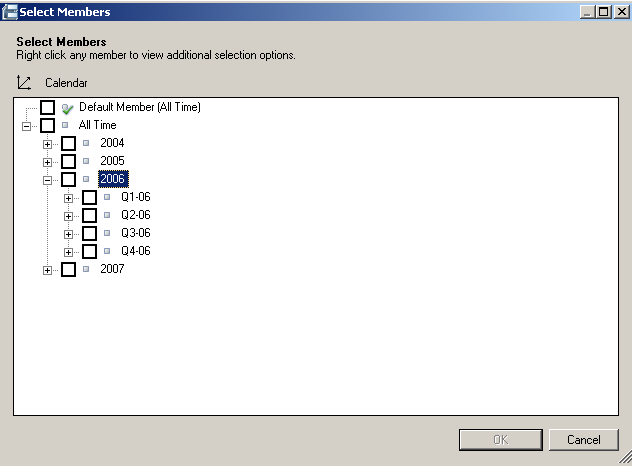 Select Members
Select Members
Right click any member to view additional selection options.
Calendar
Default Member (All Time)
All Time
2004
2005
2006
Q1-06
Q2-06
Q3-06
Q4-06
2007
OK Cancel